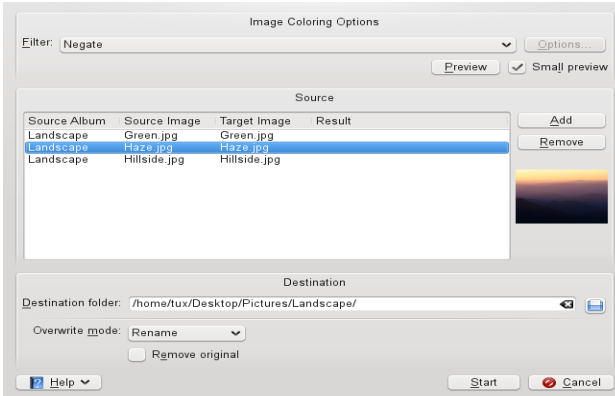 Image Coloring Options
Filter: Negate Options...
Preview Small preview
Source
Source Album Source Image Target Image Result
Landscape Green.jpg Green.jpg
Landscape Haze.jpg Haze.jpg
Landscape Hillside.jpg Hillside.jpg
Add
Remove
Destination
Destination folder: /home/tux/Desktop/Pictures/Landscape/
Overwrite mode: Rename
Remove original
Help Start Cancel